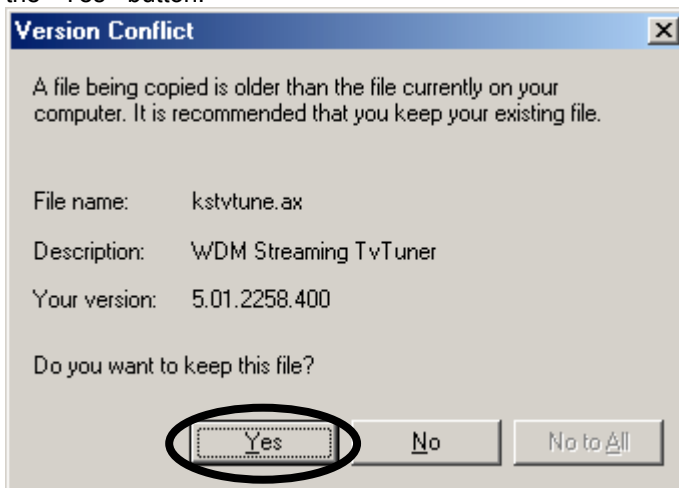 the "Yes" button.
Version Conflict
A file being copied is older than the file currently on your
computer. It is recommended that you keep your existing file.
File name: kstvtune.ax
Description: WDM Streaming TvTuner
Your version: 5.01.2258.400
Do you want to keep this file?
Yes No No to All